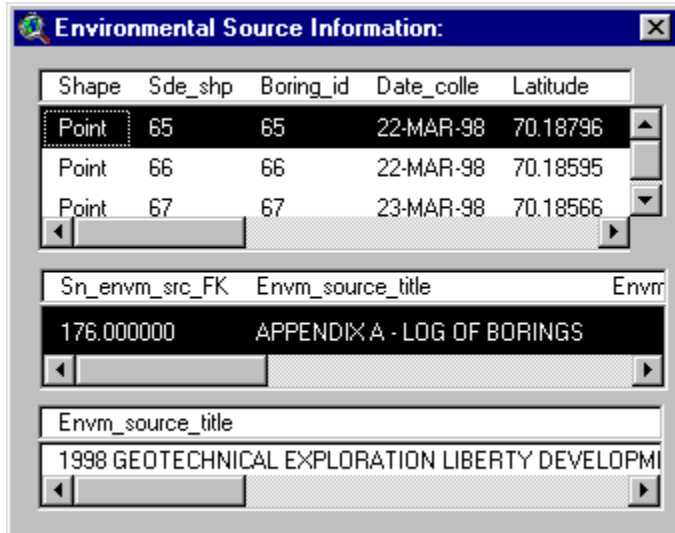 Environmental Source Information:
Shape Sde_shp Boring_id Date_colle Latitude
Point 65 65 22-MAR-98 70.18796
Point 66 66 22-MAR-98 70.18595
Point 67 67 23-MAR-98 70.18566
Sn_envm_src_FK Envm_source_title Envm
176.000000 APPENDIX A - LOG OF BORINGS
Envm_source_title
1998 GEOTECHNICAL EXPLORATION LIBERTY DEVELOPM